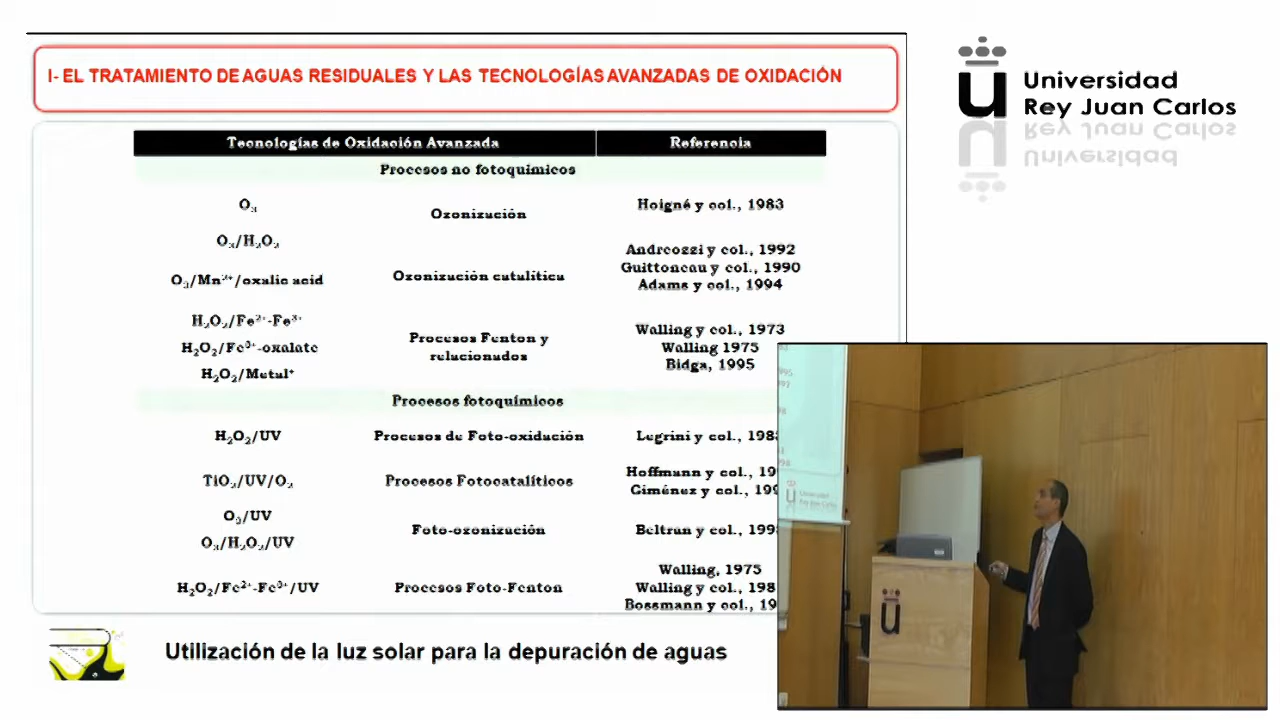 I- EL TRATAMIENTO DE AGUAS RESIDUALES Y LAS TECNOLOGÍAS AVANZADAS DE OXIDACIÓN
Universidad
Rey Juan Carlos
Tecnologías de Oxidación Avanzada Referencia
Procesos no fotoquímicos
O₃ Ozonización Hoigné y col., 1983
O₃/H₂O₂
O₃/Mn²⁺/oxalic acid
Ozonización catalítica
Andreozzi y col., 1992
Guittoneau y col., 1990
Adams y col., 1994
H₂O₂/Fe²⁺-Fe³⁺
H₂O₂/Fe³⁺-oxalate
H₂O₂/Metal⁺
Procesos Fenton y
relacionados
Walling y col., 1973
Walling 1975
Bidga, 1995
Procesos fotoquímicos
H₂O₂/UV Procesos de Foto-oxidación Legrini y col., 198
TiO₂/UV/O₂ Procesos Fotocatalíticos
Hoffmann y col., 19
Giménez y col., 199
O₃/UV
O₃/H₂O₂/UV
Foto-ozonización Beltran y col., 199
H₂O₂/Fe²⁺-Fe³⁺/UV Procesos Foto-Fenton
Walling, 1975
Walling y col., 198
Bossmann y col., 19
Utilización de la luz solar para la depuración de aguas
Universidad
Rey Juan Carlos